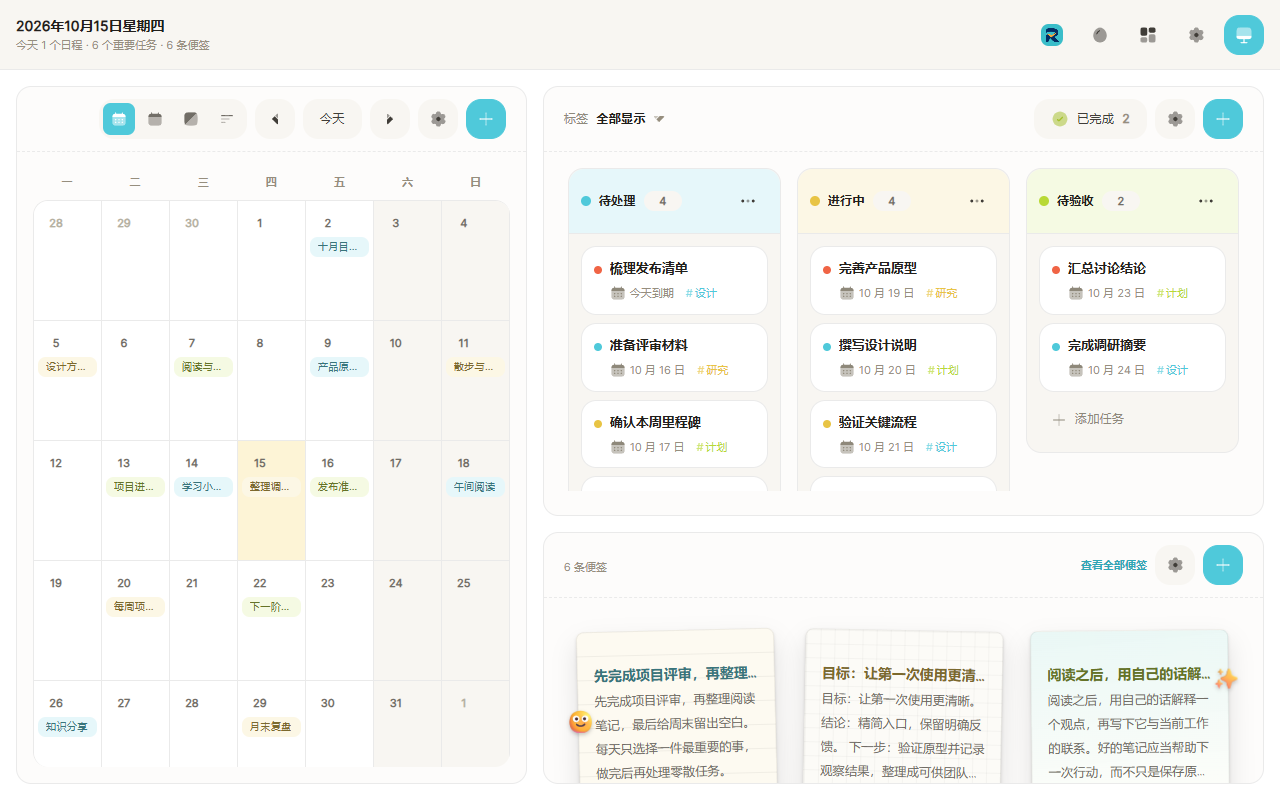 2026年10月15日星期四
今天 1 个日程 · 6 个重要任务 · 6 条便签
今天
一 二 三 四 五 六 日
28 29 30 1 2 3 4
十月目...
5 6 7 8 9 10 11
设计方... 阅读与... 产品原... 散步与...
12 13 14 15 16 17 18
项目进... 学习小... 整理调... 发布准... 午间阅读
19 20 21 22 23 24 25
每周项... 下一阶...
26 27 28 29 30 31 1
知识分享 月末复盘
标签 全部显示
已完成 2
待处理 4
梳理发布清单
今天到期 #设计
准备评审材料
10 月 16 日 #研究
确认本周里程碑
10 月 17 日 #计划
进行中 4
完善产品原型
10 月 19 日 #研究
撰写设计说明
10 月 20 日 #计划
验证关键流程
10 月 21 日 #设计
待验收 2
汇总讨论结论
10 月 23 日 #计划
完成调研摘要
10 月 24 日 #设计
添加任务
6 条便签
查看全部便签
先完成项目评审，再整理...
先完成项目评审，再整理阅读
笔记，最后给周末留出空白。
每天只选择一件最重要的事，
做完后再处理零散任务。
目标：让第一次使用更清...
目标：让第一次使用更清晰。
结论：精简入口，保留明确反
馈。 下一步：验证原型并记录
观察结果，整理成可供团队...
阅读之后，用自己的话解...
阅读之后，用自己的话解释一
个观点，再写下它与当前工作
的联系。好的笔记应当帮助下
一次行动，而不只是保存原...